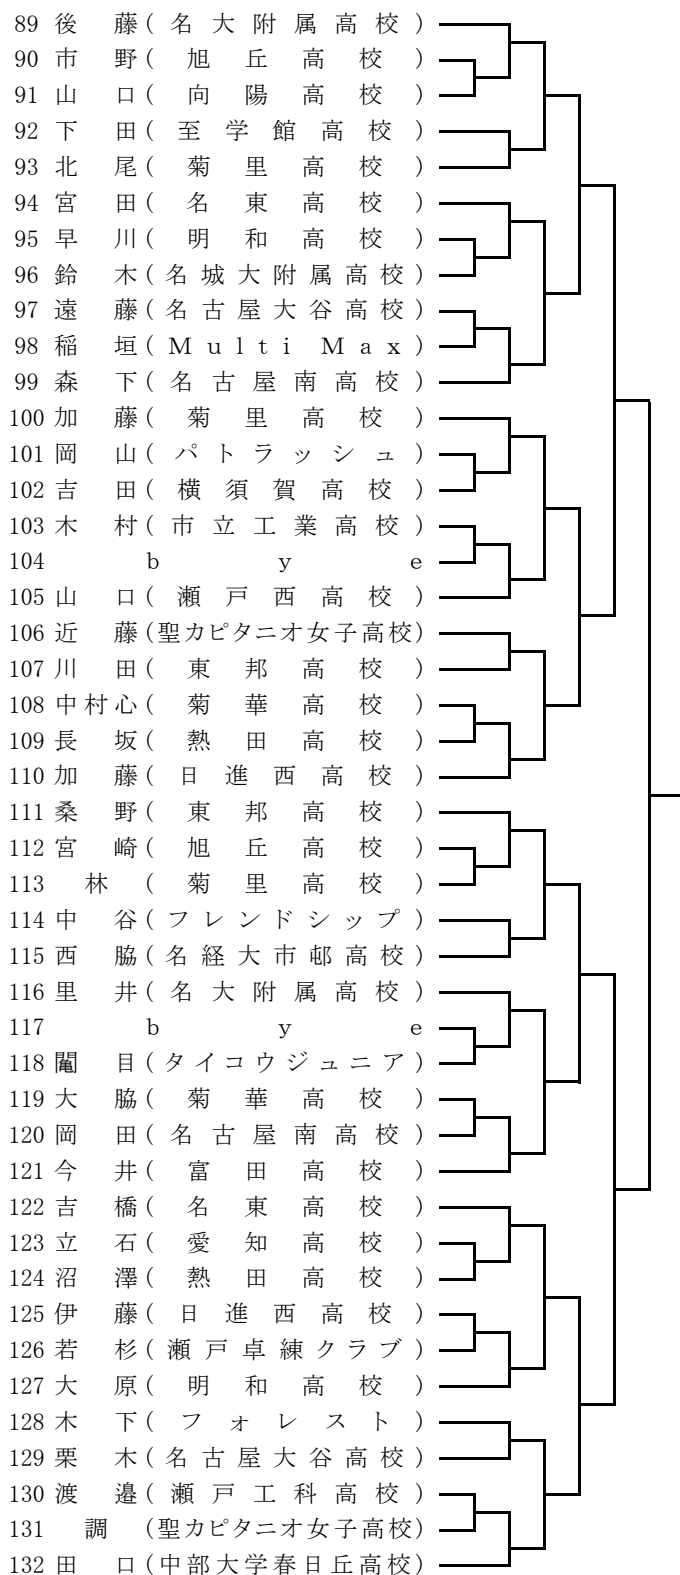 89 後藤(名大附属高校)
90 市野(旭丘高校)
91 山口(向陽高校)
92 下田(至学館高校)
93 北尾(菊里高校)
94 宮田(名東高校)
95 早川(明和高校)
96 鈴木(名城大附属高校)
97 遠藤(名古屋大谷高校)
98 稲垣(Multi Max)
99 森下(名古屋南高校)
100 加藤(菊里高校)
101 岡山(パトラッシュ)
102 吉田(横須賀高校)
103 木村(市立工業高校)
104 bye
105 山口(瀬戸西高校)
106 近藤(聖カピタニオ女子高校)
107 川田(東邦高校)
108 中村心(菊華高校)
109 長坂(熱田高校)
110 加藤(日進西高校)
111 桑野(東邦高校)
112 宮崎(旭丘高校)
113 林(菊里高校)
114 中谷(フレンドシップ)
115 西脇(名経大市邨高校)
116 里井(名大附属高校)
117 bye
118 目(タイコウジュニア)
119 大脇(菊華高校)
120 岡田(名古屋南高校)
121 今井(富田高校)
122 吉橋(名東高校)
123 立石(愛知高校)
124 沼澤(熱田高校)
125 伊藤(日進西高校)
126 若杉(瀬戸卓練クラブ)
127 大原(明和高校)
128 木下(フォレスト)
129 栗木(名古屋大谷高校)
130 渡邉(瀬戸工科高校)
131 調(聖カピタニオ女子高校)
132 田口(中部大学春日丘高校)